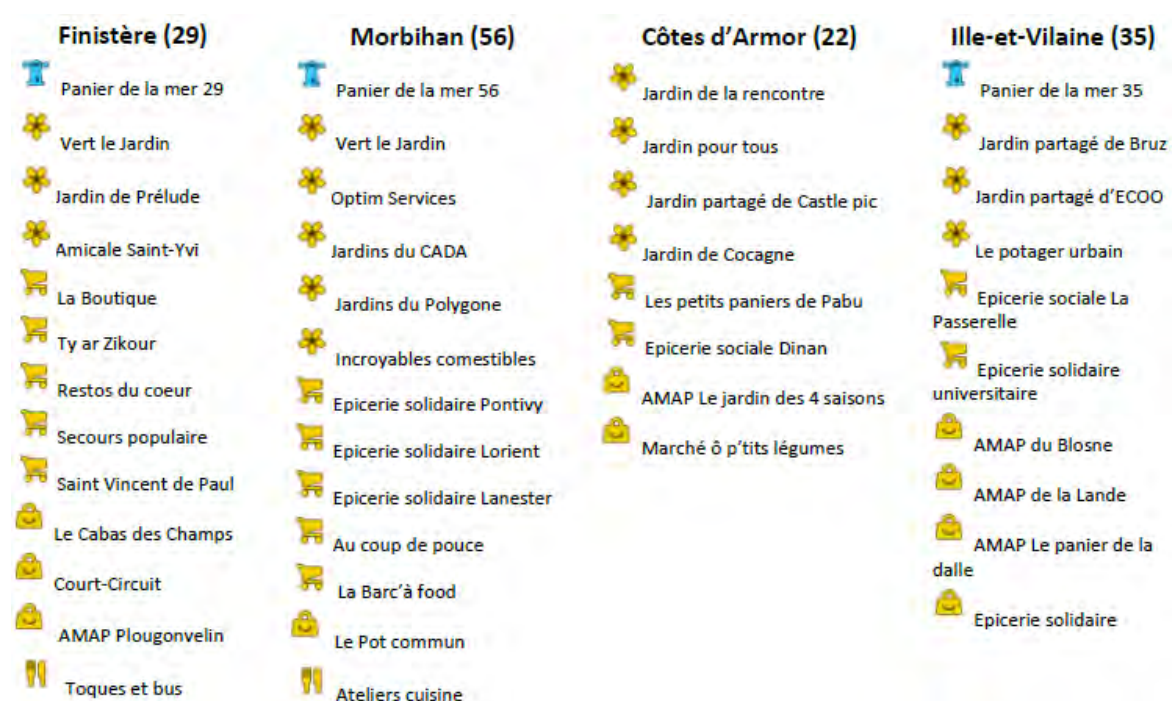 Finistère (29)
Panier de la mer 29
Vert le Jardin
Jardin de Prélude
Amicale Saint-Yvi
La Boutique
Ty ar Zikour
Restos du coeur
Secours populaire
Saint Vincent de Paul
Le Cabas des Champs
Court-Circuit
AMAP Plougonvelin
Toques et bus
Morbihan (56)
Panier de la mer 56
Vert le Jardin
Optim Services
Jardins du CADA
Jardins du Polygone
Incroyables comestibles
Epicerie solidaire Pontivy
Epicerie solidaire Lorient
Epicerie solidaire Lanester
Au coup de pouce
La Barc'à food
Le Pot commun
Ateliers cuisine
Côtes d'Armor (22)
Jardin de la rencontre
Jardin pour tous
Jardin partagé de Castle pic
Jardin de Cocagne
Les petits paniers de Pabu
Epicerie sociale Dinan
AMAP Le jardin des 4 saisons
Marché ô p'tits légumes
Ille-et-Vilaine (35)
Panier de la mer 35
Jardin partagé de Bruz
Jardin partagé d'ECOO
Le potager urbain
Epicerie sociale La
Passerelle
Epicerie solidaire
universitaire
AMAP du Blosne
AMAP de la Lande
AMAP Le panier de la
dalle
Epicerie solidaire